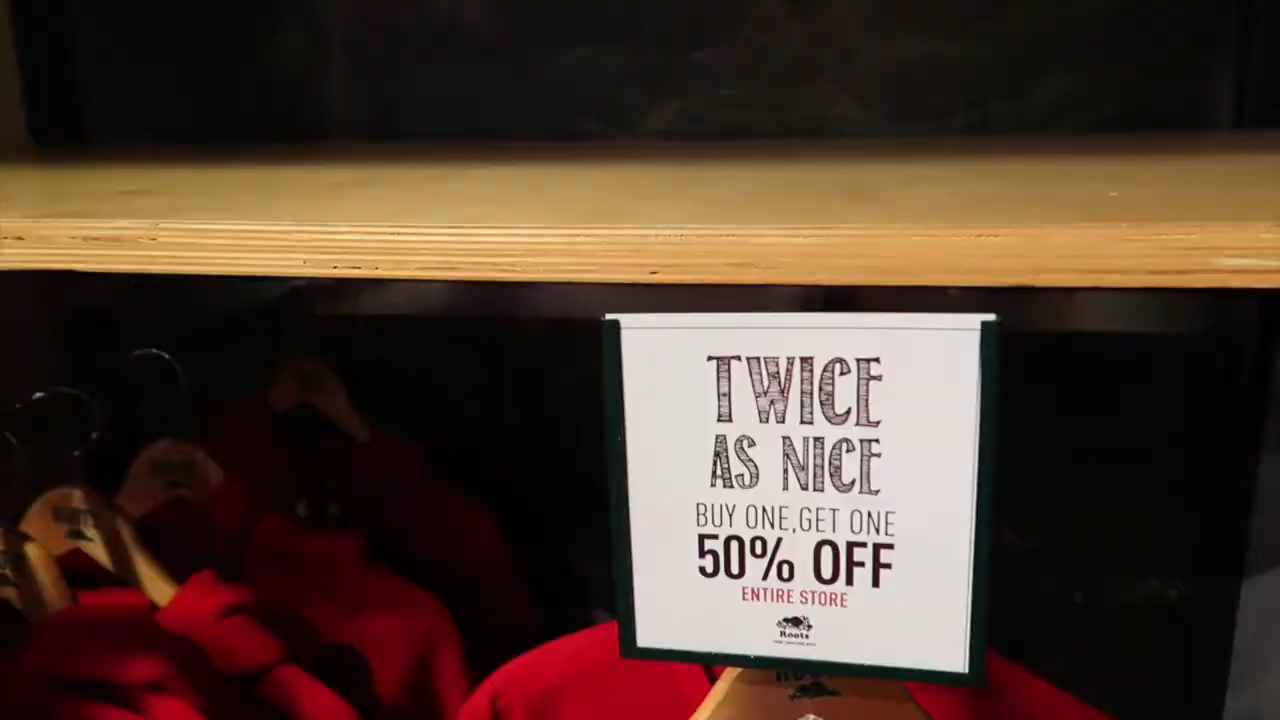 TWICE
AS NICE
BUY ONE, GET ONE
50% OFF
ENTIRE STORE
Roots